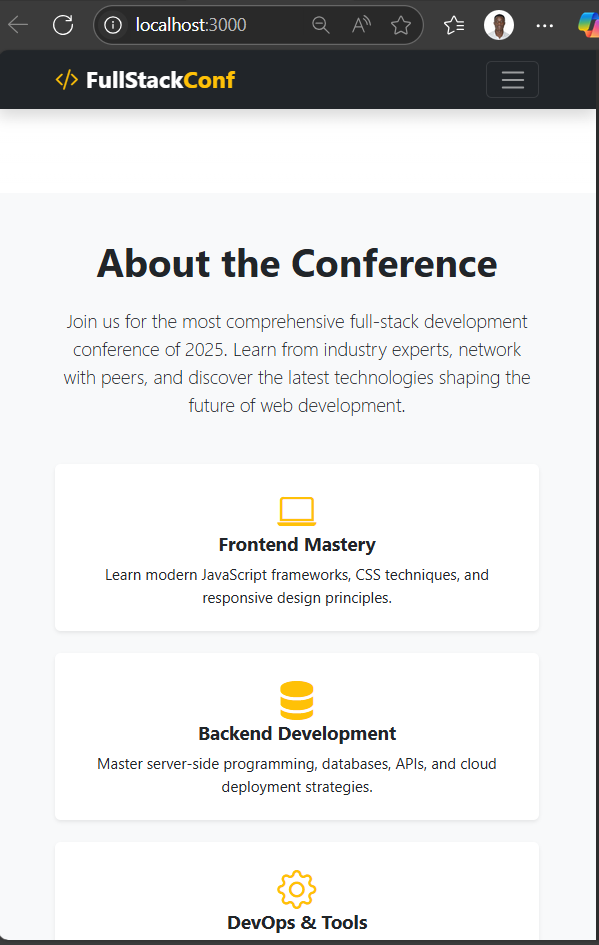 localhost:3000
</> FullStackConf
About the Conference
Join us for the most comprehensive full-stack development
conference of 2025. Learn from industry experts, network
with peers, and discover the latest technologies shaping the
future of web development.
Frontend Mastery
Learn modern JavaScript frameworks, CSS techniques, and
responsive design principles.
Backend Development
Master server-side programming, databases, APIs, and cloud
deployment strategies.
DevOps & Tools